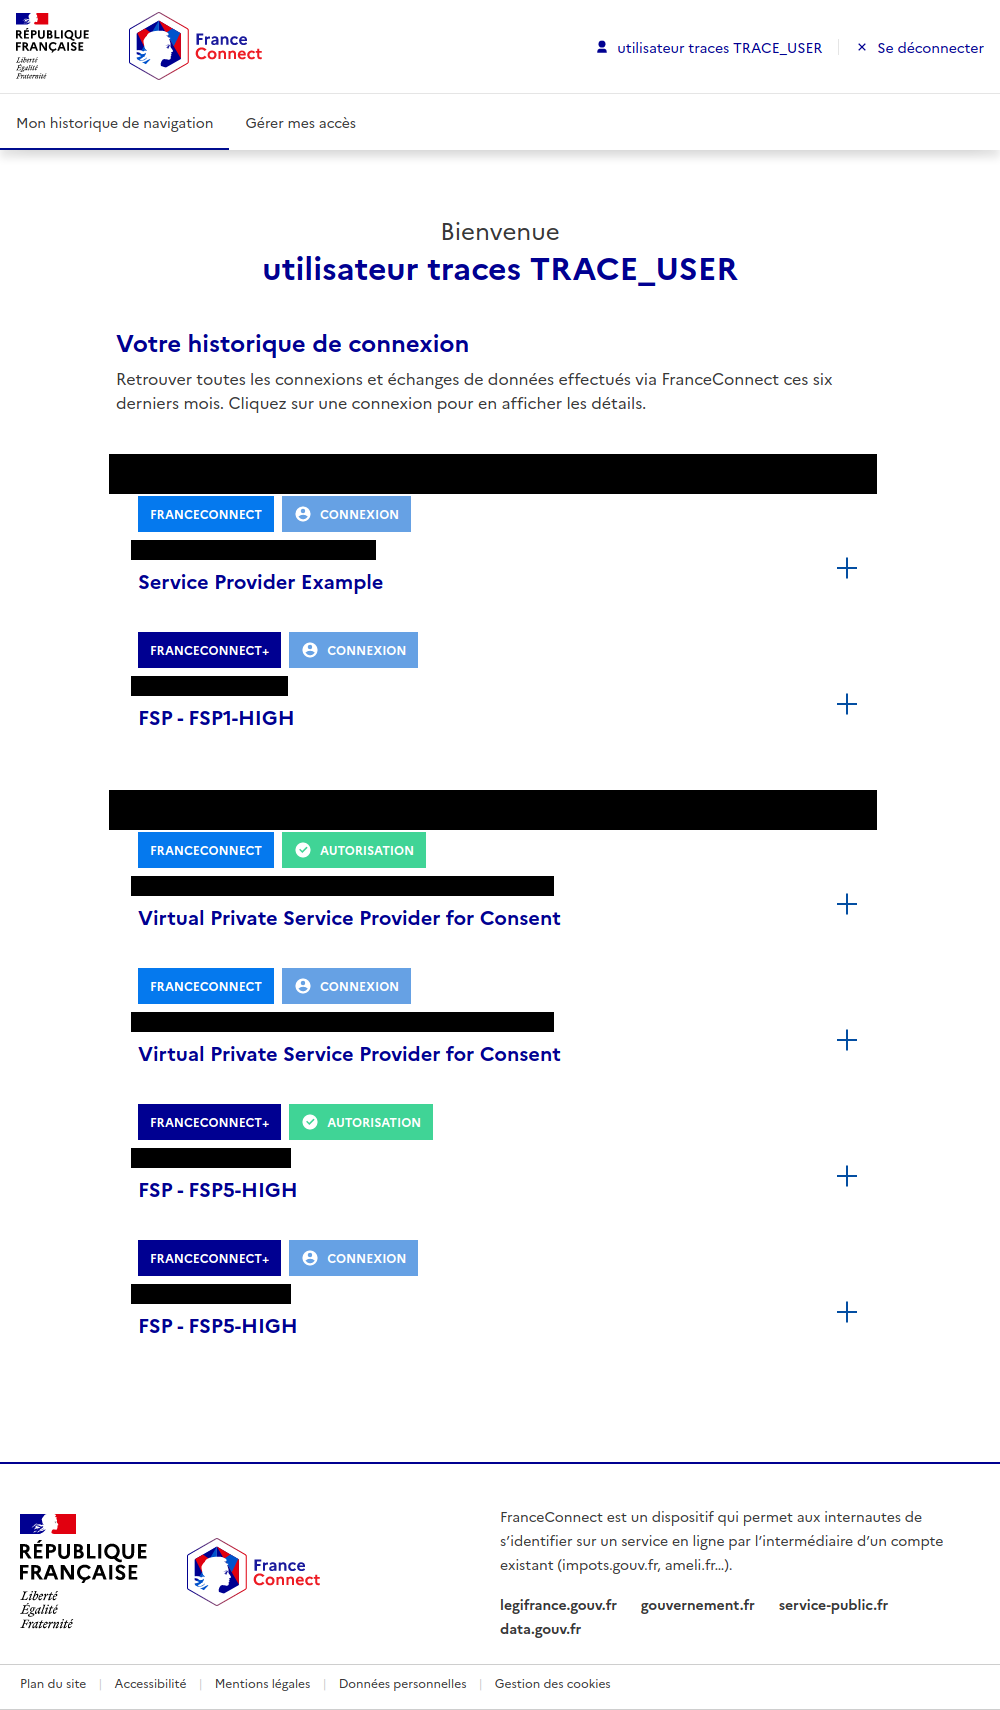 RÉPUBLIQUE
FRANÇAISE
Liberté
Égalité
Fraternité
France
Connect
utilisateur traces TRACE_USER
Se déconnecter
Mon historique de navigation
Gérer mes accès
Bienvenue
utilisateur traces TRACE_USER
Votre historique de connexion
Retrouver toutes les connexions et échanges de données effectués via FranceConnect ces six
derniers mois. Cliquez sur une connexion pour en afficher les détails.
FRANCECONNECT CONNEXION
Service Provider Example
FRANCECONNECT+ CONNEXION
FSP - FSP1-HIGH
FRANCECONNECT AUTORISATION
Virtual Private Service Provider for Consent
FRANCECONNECT CONNEXION
Virtual Private Service Provider for Consent
FRANCECONNECT+ AUTORISATION
FSP - FSP5-HIGH
FRANCECONNECT+ CONNEXION
FSP - FSP5-HIGH
RÉPUBLIQUE
FRANÇAISE
Liberté
Égalité
Fraternité
France
Connect
FranceConnect est un dispositif qui permet aux internautes de
s’identifier sur un service en ligne par l’intermédiaire d’un compte
existant (impots.gouv.fr, ameli.fr…).
legifrance.gouv.fr gouvernement.fr service-public.fr
data.gouv.fr
Plan du site Accessibilité Mentions légales Données personnelles Gestion des cookies